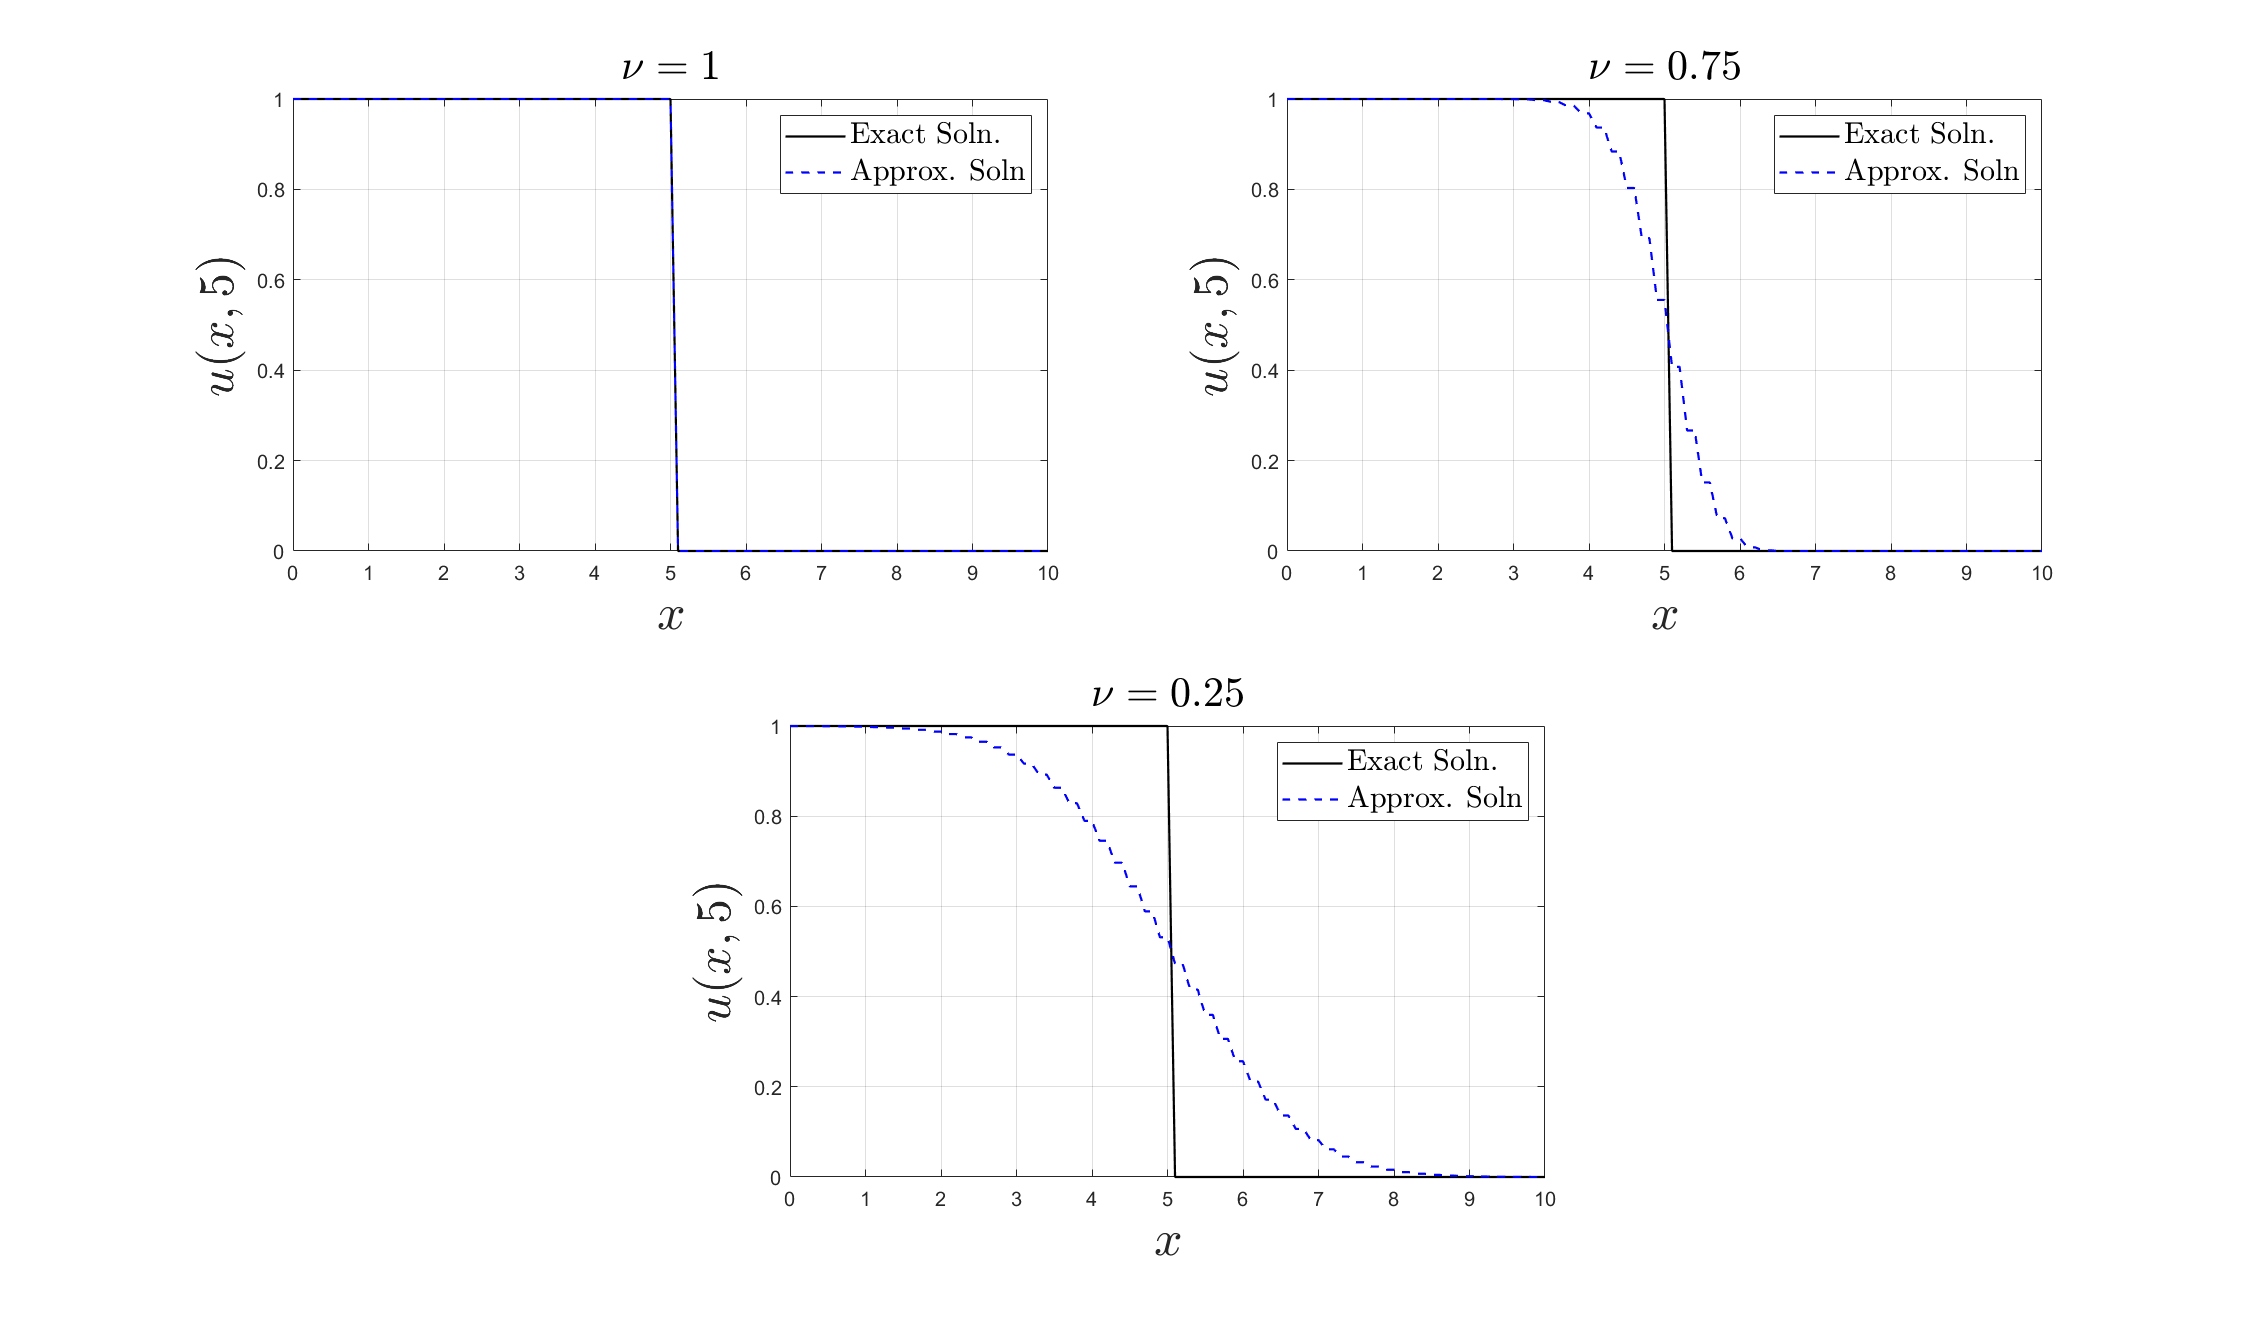 ν = 1
1
0.8
0.6
0.4
0.2
0
0 1 2 3 4 5 6 7 8 9 10
u(x, 5)
x
Exact Soln.
Approx. Soln
ν = 0.75
1
0.8
0.6
0.4
0.2
0
0 1 2 3 4 5 6 7 8 9 10
u(x, 5)
x
Exact Soln.
Approx. Soln
ν = 0.25
1
0.8
0.6
0.4
0.2
0
0 1 2 3 4 5 6 7 8 9 10
u(x, 5)
x
Exact Soln.
Approx. Soln